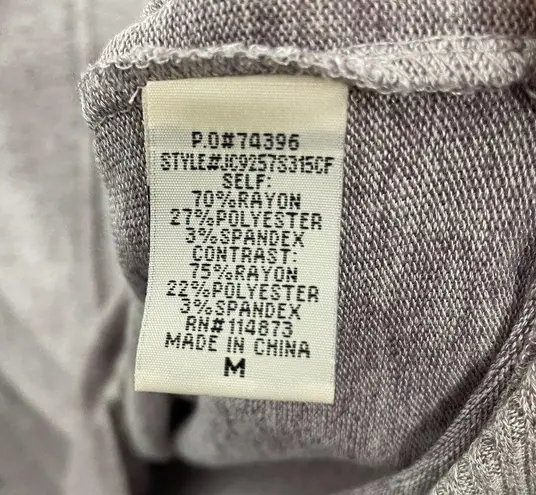 P.O#74396
STYLE#JC9257S315CF
SELF:
70%RAYON
27%POLYESTER
3%SPANDEX
CONTRAST:
75%RAYON
22%POLYESTER
3%SPANDEX
RN#114873
MADE IN CHINA
M